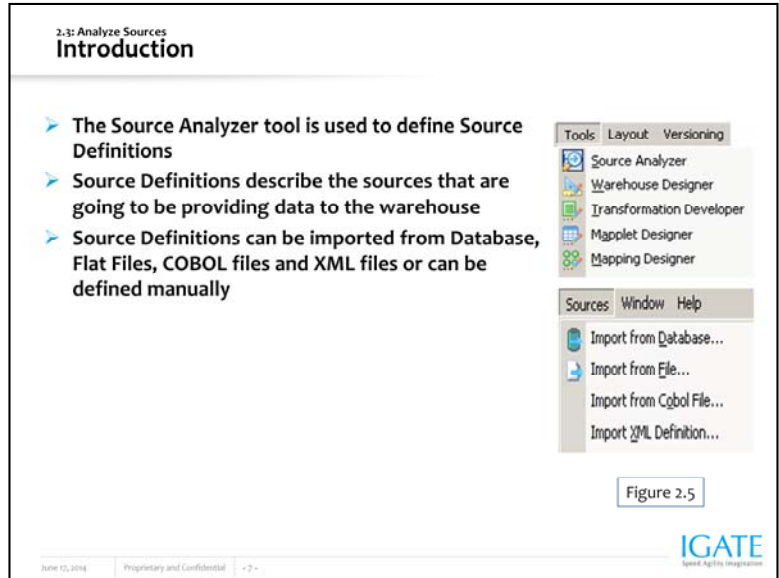 2.3: Analyze Sources
Introduction
The Source Analyzer tool is used to define Source
Definitions
Source Definitions describe the sources that are
going to be providing data to the warehouse
Source Definitions can be imported from Database,
Flat Files, COBOL files and XML files or can be
defined manually
Tools Layout Versioning
Source Analyzer
Warehouse Designer
Transformation Developer
Mapplet Designer
Mapping Designer
Sources Window Help
Import from Database...
Import from File...
Import from Cobol File...
Import XML Definition...
Figure 2.5
June 17, 2014 Proprietary and Confidential - 7 -
IGATE
Speed Agility Imagination